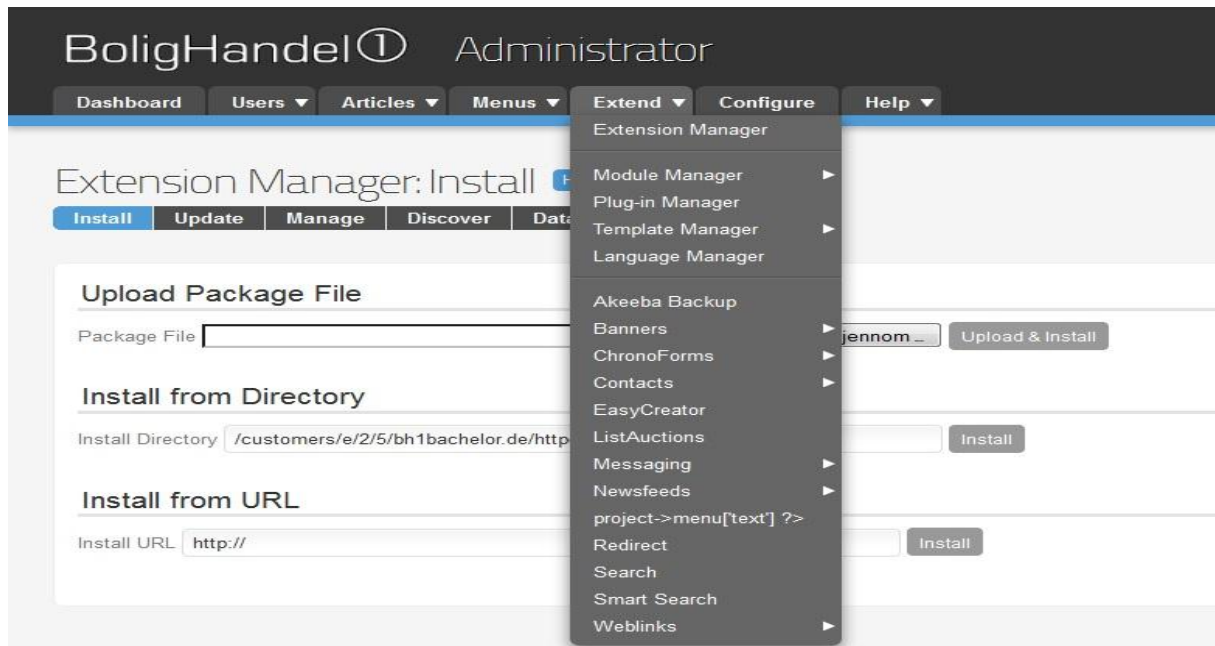 BoligHandel① Administrator
Dashboard Users ▼ Articles ▼ Menus ▼ Extend ▼ Configure Help ▼
Extension Manager
Module Manager ►
Plug-in Manager
Template Manager ►
Language Manager
Akeeba Backup
Banners ►
ChronoForms ►
Contacts ►
EasyCreator
ListAuctions
Messaging ►
Newsfeeds ►
project->menu['text'] ?>
Redirect
Search
Smart Search
Weblinks ►
Extension Manager: Install
Install Update Manage Discover
Upload Package File
Package File jennom... Upload & Install
Install from Directory
Install Directory /customers/e/2/5/bh1bachelor.de/http Install
Install from URL
Install URL http:// Install